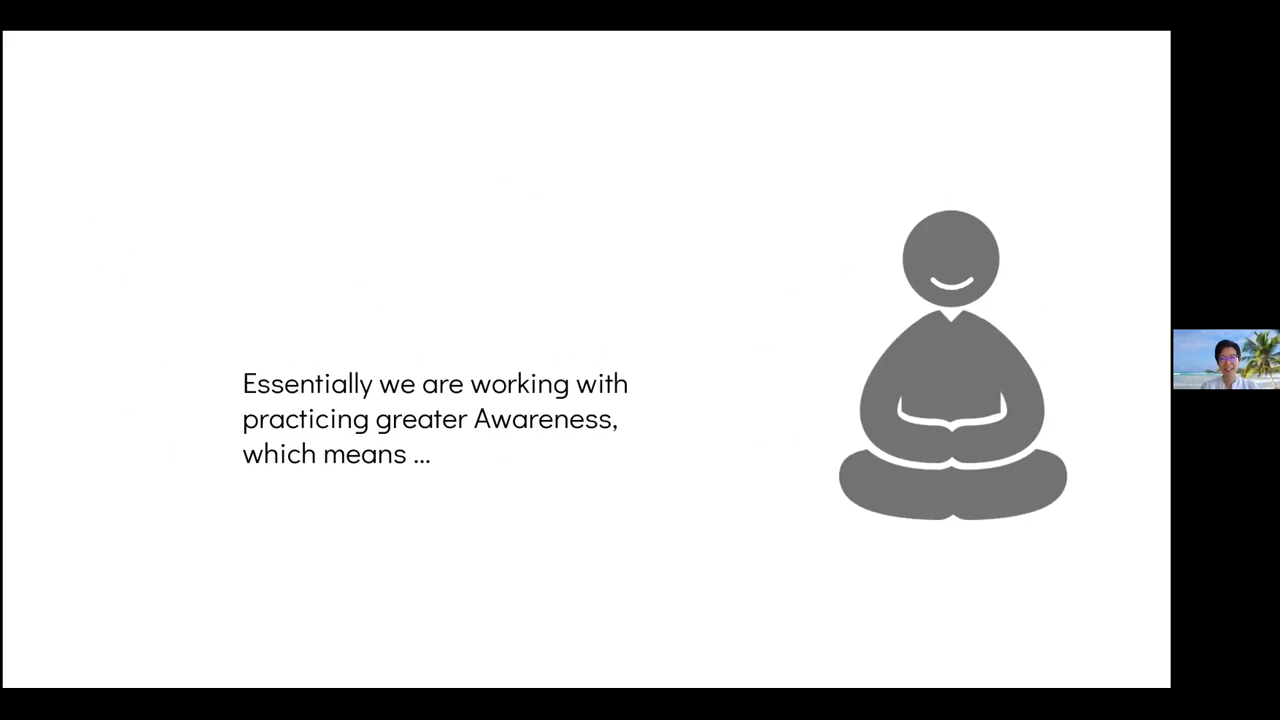 Essentially we are working with
practicing greater Awareness,
which means ...